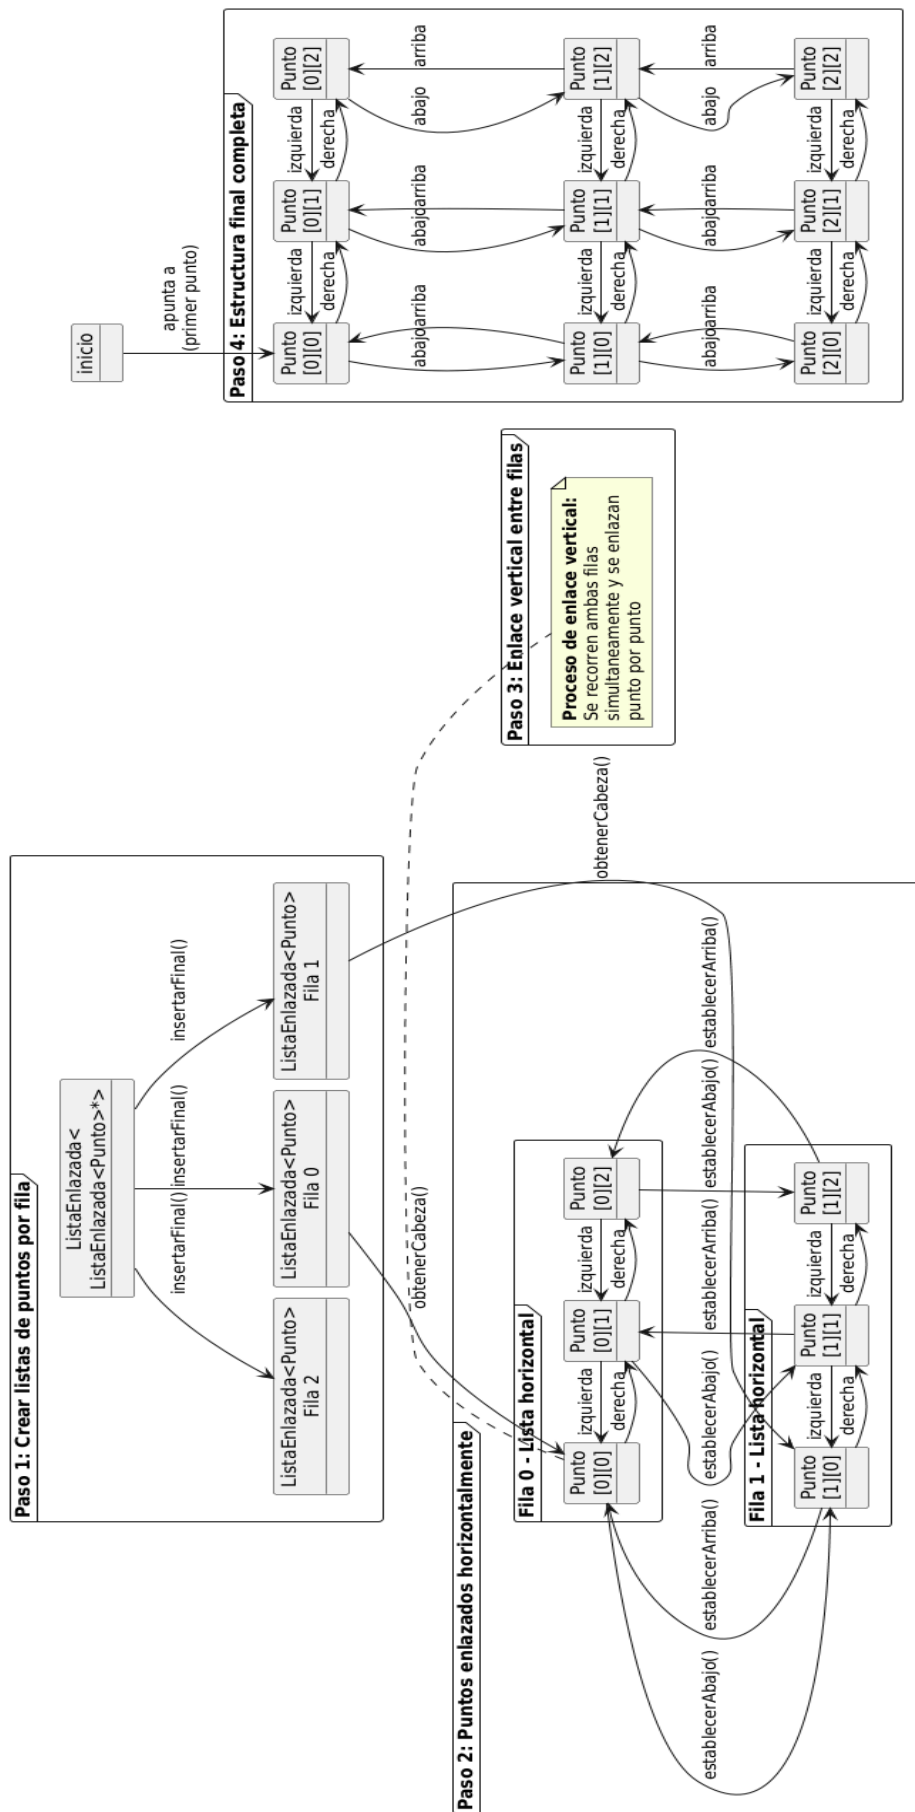 Paso 1: Crear listas de puntos por fila
ListaEnlazada<
ListaEnlazada<Punto>*>
insertarFinal()
insertarFinal()
insertarFinal()
ListaEnlazada<Punto>
Fila 2
ListaEnlazada<Punto>
Fila 0
ListaEnlazada<Punto>
Fila 1
obtenerCabeza()
obtenerCabeza()
Paso 2: Puntos enlazados horizontalmente
Fila 0 - Lista horizontal
Punto
[0][0]
izquierda
derecha
Punto
[0][1]
izquierda
derecha
Punto
[0][2]
establecerAbajo()
establecerArriba()
establecerAbajo()
establecerArriba()
establecerAbajo()
establecerArriba()
Fila 1 - Lista horizontal
Punto
[1][0]
izquierda
derecha
Punto
[1][1]
izquierda
derecha
Punto
[1][2]
Paso 3: Enlace vertical entre filas
Proceso de enlace vertical:
Se recorren ambas filas
simultaneamente y se enlazan
punto por punto
inicio
apunta a
(primer punto)
Paso 4: Estructura final completa
Punto
[0][0]
izquierda
derecha
Punto
[0][1]
izquierda
derecha
Punto
[0][2]
abajo
arriba
abajo
arriba
abajo
arriba
Punto
[1][0]
izquierda
derecha
Punto
[1][1]
izquierda
derecha
Punto
[1][2]
abajo
arriba
abajo
arriba
abajo
arriba
Punto
[2][0]
izquierda
derecha
Punto
[2][1]
izquierda
derecha
Punto
[2][2]